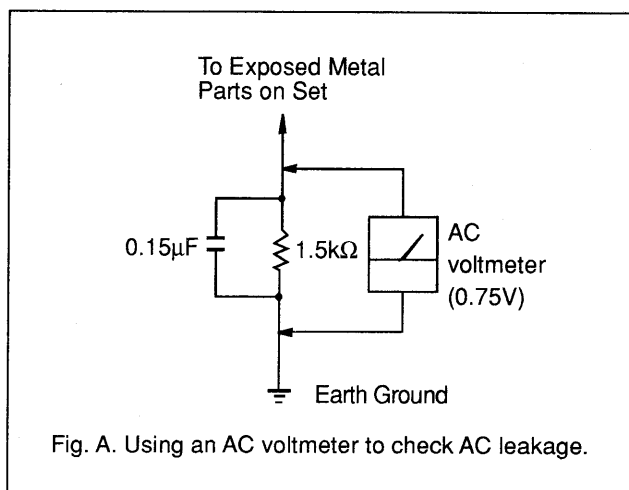 To Exposed Metal
Parts on Set
0.15µF
1.5kΩ
AC
voltmeter
(0.75V)
Earth Ground
Fig. A. Using an AC voltmeter to check AC leakage.